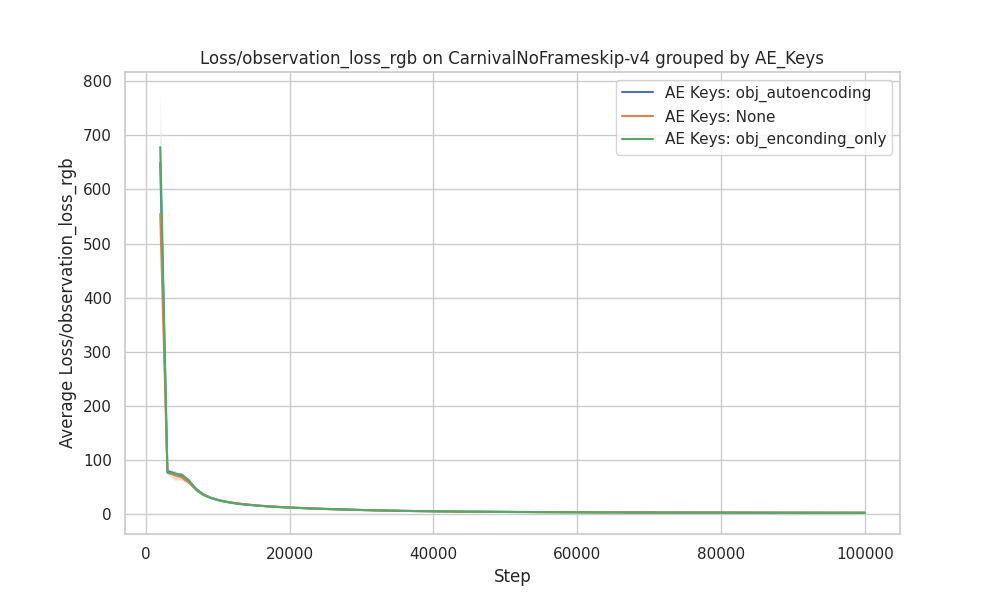 Loss/observation_loss_rgb on CarnivalNoFrameskip-v4 grouped by AE_Keys
AE Keys: obj_autoencoding
AE Keys: None
AE Keys: obj_enconding_only
Average Loss/observation_loss_rgb
800
700
600
500
400
300
200
100
0
0
20000
40000
60000
80000
100000
Step